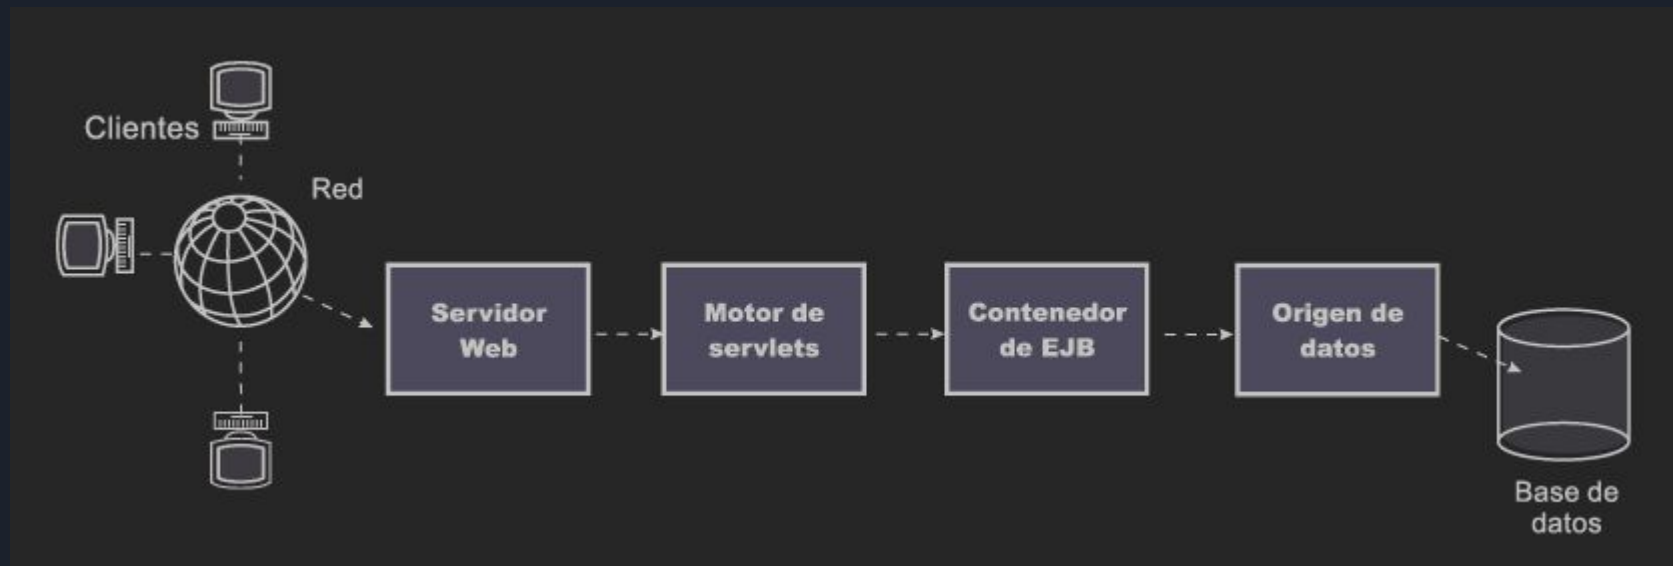 Clientes
Red
Servidor
Web
Motor de
servlets
Contenedor
de EJB
Origen de
datos
Base de
datos